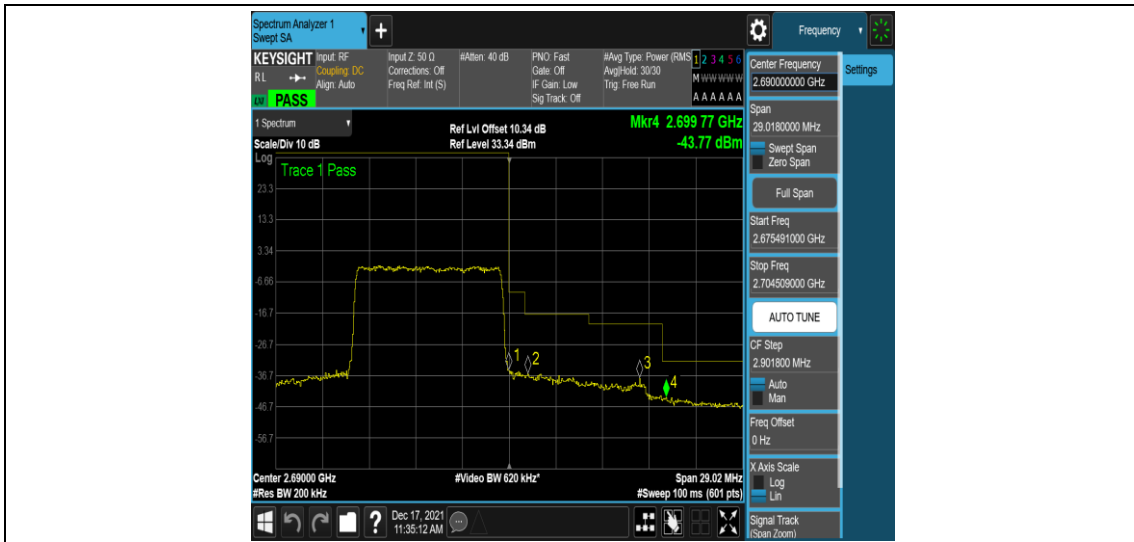 Spectrum Analyzer 1
Swept SA
+
Frequency
KEYSIGHT
R L
PASS
Input: RF
Coupling: DC
Align: Auto
Input Z: 50 Ω
Corrections: Off
Freq Ref: Int (S)
#Atten: 40 dB
PNO: Fast
Gate: Off
IF Gain: Low
Sig Track: Off
#Avg Type: Power (RMS
Avg|Hold: 30/30
Trig: Free Run
1 2 3 4 5 6
M W W W W W
A A A A A A
1 Spectrum
Scale/Div 10 dB
Ref Lvl Offset 10.34 dB
Ref Level 33.34 dBm
Mkr4 2.699 77 GHz
-43.77 dBm
Log
Trace 1 Pass
23.3
13.3
3.34
-6.66
-16.7
-26.7
-36.7
-46.7
-56.7
1
2
3
4
Center 2.69000 GHz
#Res BW 200 kHz
#Video BW 620 kHz*
Span 29.02 MHz
#Sweep 100 ms (601 pts)
Center Frequency
2.690000000 GHz
Settings
Span
29.0180000 MHz
Swept Span
Zero Span
Full Span
Start Freq
2.675491000 GHz
Stop Freq
2.704509000 GHz
AUTO TUNE
CF Step
2.901800 MHz
Auto
Man
Freq Offset
0 Hz
X Axis Scale
Log
Lin
Signal Track
(Span Zoom)
?
Dec 17, 2021
11:35:12 AM